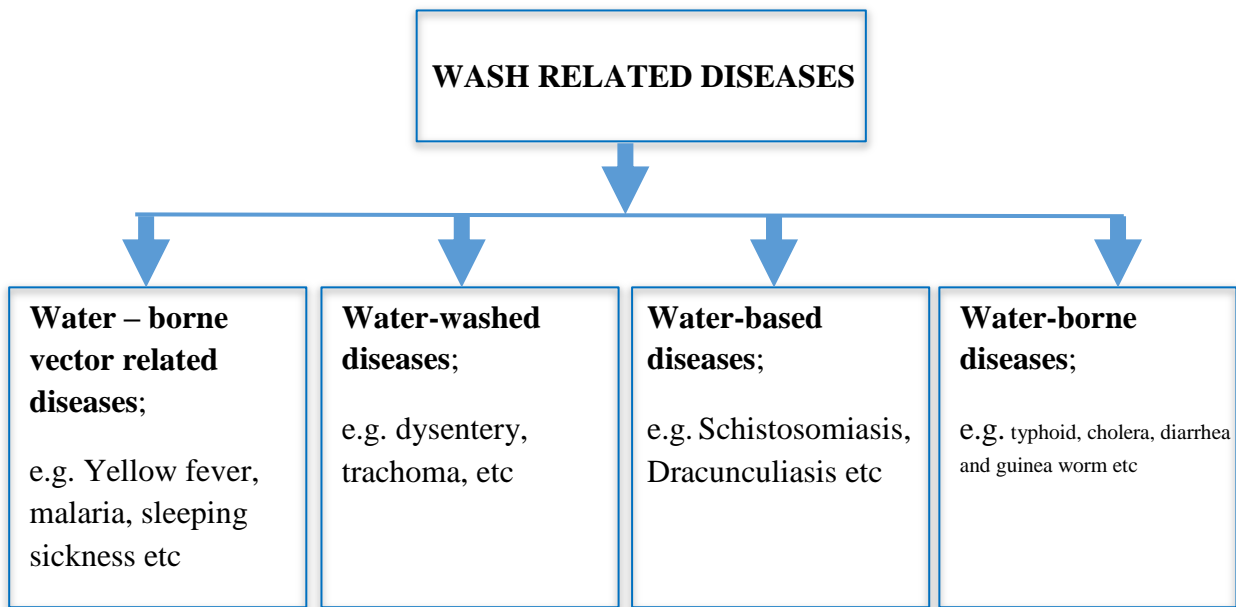 WASH RELATED DISEASES
Water – borne
vector related
diseases;
e.g. Yellow fever,
malaria, sleeping
sickness etc
Water-washed
diseases;
e.g. dysentery,
trachoma, etc
Water-based
diseases;
e.g. Schistosomiasis,
Dracunculiasis etc
Water-borne
diseases;
e.g. typhoid, cholera, diarrhea
and guinea worm etc